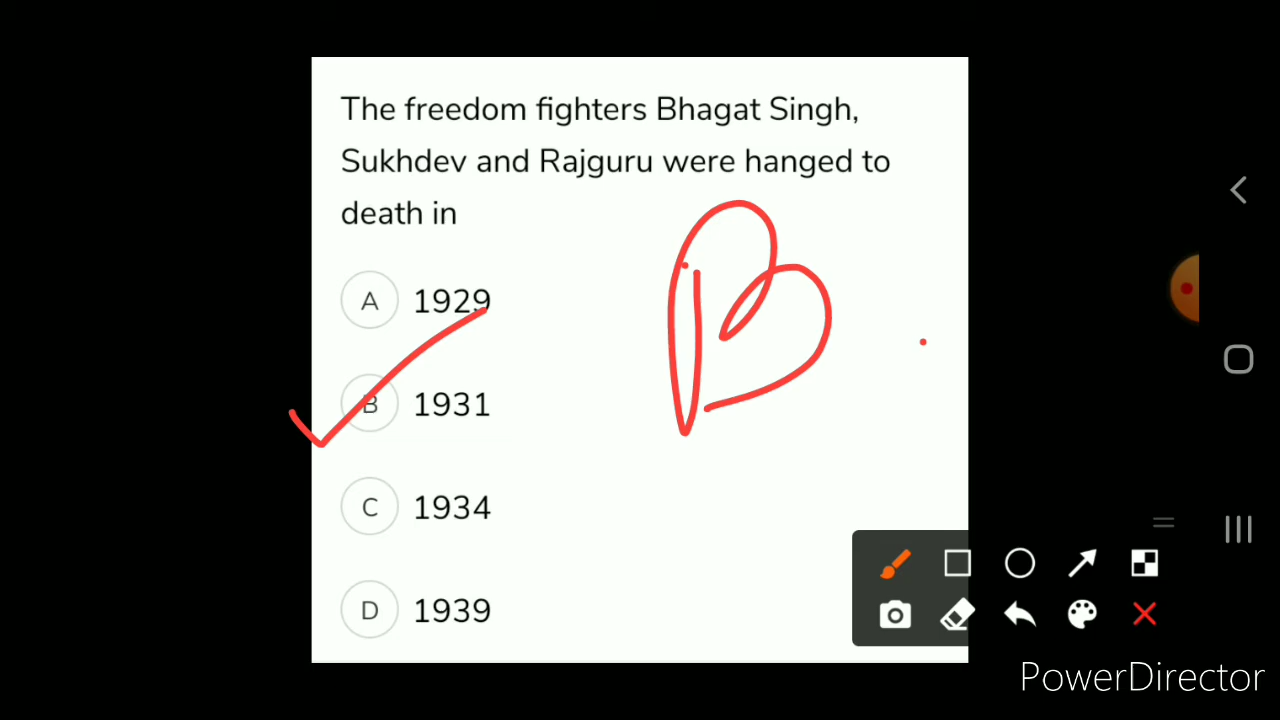 The freedom fighters Bhagat Singh,
Sukhdev and Rajguru were hanged to
death in
A 1929
B 1931
B
C 1934
D 1939
PowerDirector